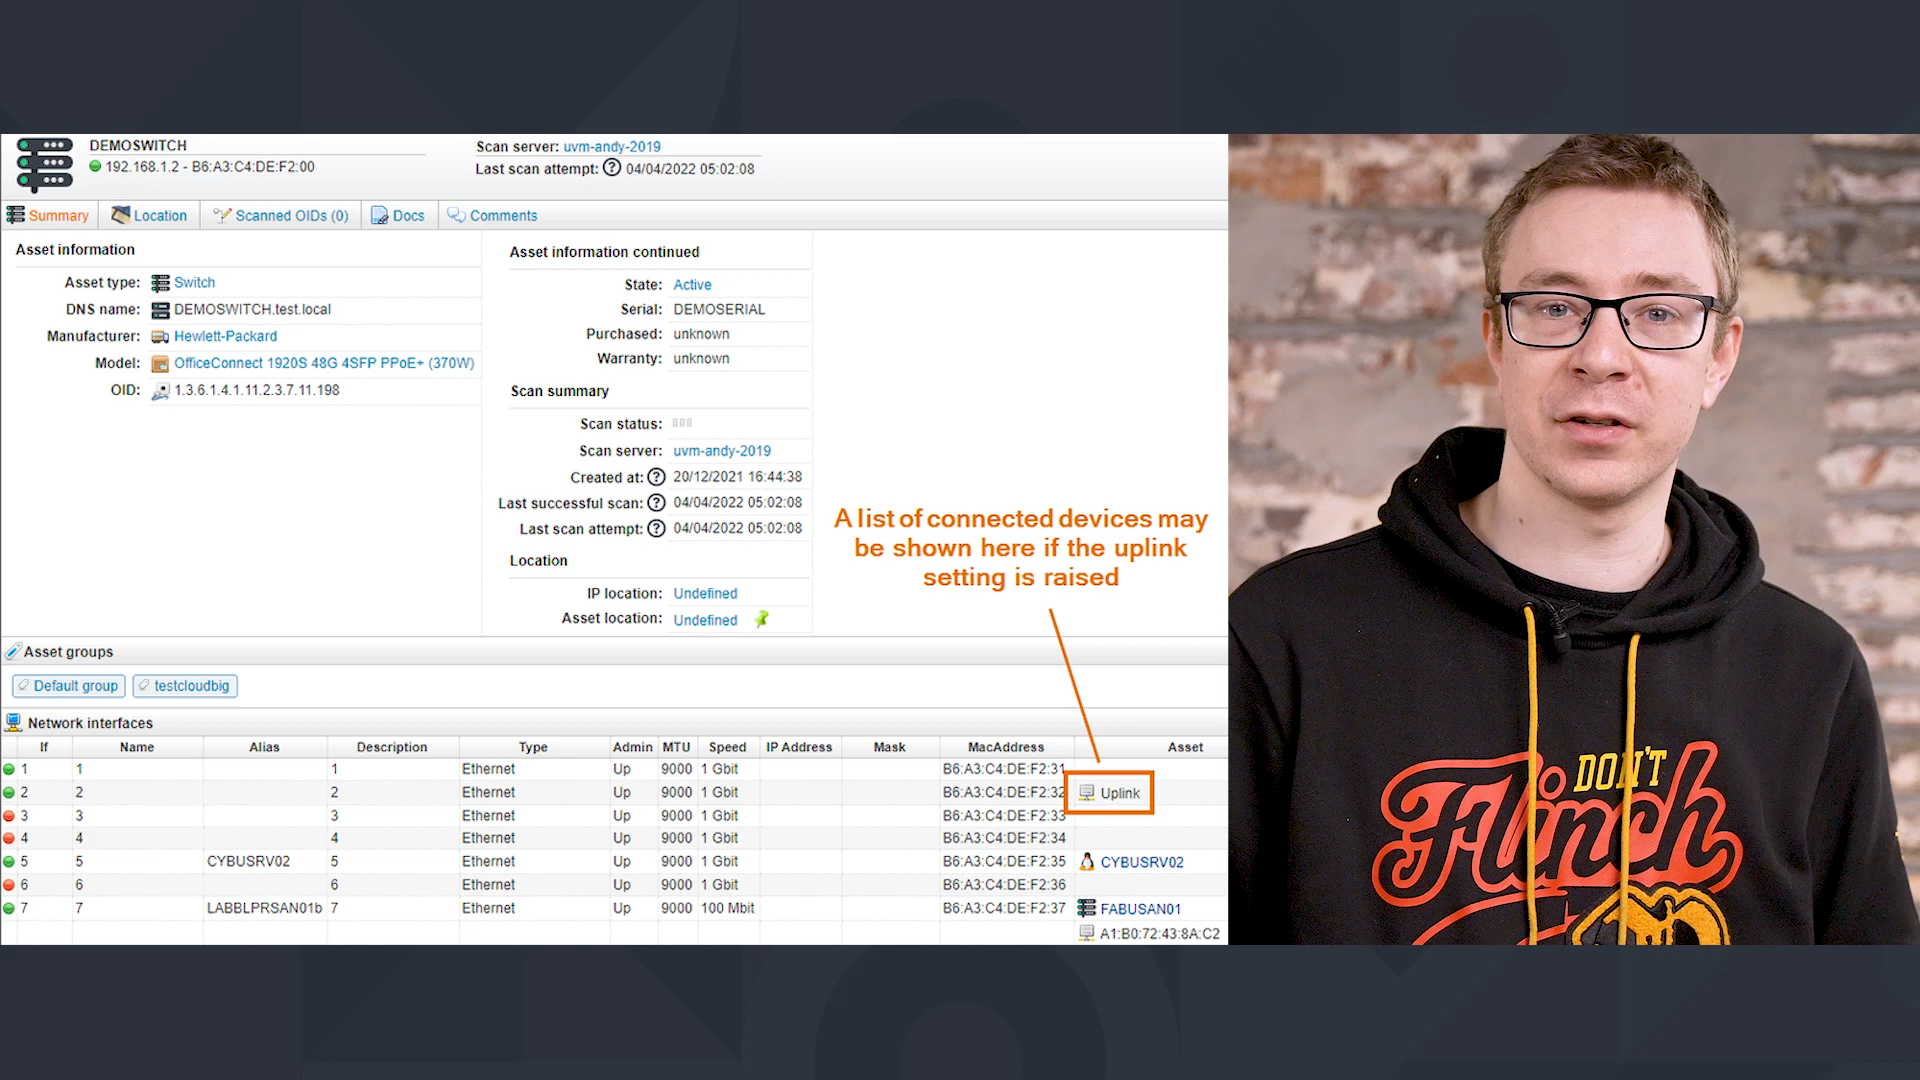 DEMOSWITCH
192.168.1.2 - B6:A3:C4:DE:F2:00
Scan server: uvm-andy-2019
Last scan attempt: ? 04/04/2022 05:02:08
Summary Location Scanned OIDs (0) Docs Comments
Asset information
Asset type: Switch
DNS name: DEMOSWITCH.test.local
Manufacturer: Hewlett-Packard
Model: OfficeConnect 1920S 48G 4SFP PPoE+ (370W)
OID: 1.3.6.1.4.1.11.2.3.7.11.198
Asset information continued
State: Active
Serial: DEMOSERIAL
Purchased: unknown
Warranty: unknown
Scan summary
Scan status:
Scan server: uvm-andy-2019
Created at: ? 20/12/2021 16:44:38
Last successful scan: ? 04/04/2022 05:02:08
Last scan attempt: ? 04/04/2022 05:02:08
Location
IP location: Undefined
Asset location: Undefined
A list of connected devices may
be shown here if the uplink
setting is raised
Asset groups
Default group testcloudbig
Network interfaces
If Name Alias Description Type Admin MTU Speed IP Address Mask MacAddress Asset
1 1 1 Ethernet Up 9000 1 Gbit B6:A3:C4:DE:F2:31
2 2 2 Ethernet Up 9000 1 Gbit B6:A3:C4:DE:F2:32 Uplink
3 3 3 Ethernet Up 9000 1 Gbit B6:A3:C4:DE:F2:33
4 4 4 Ethernet Up 9000 1 Gbit B6:A3:C4:DE:F2:34
5 5 CYBUSRV02 5 Ethernet Up 9000 1 Gbit B6:A3:C4:DE:F2:35 CYBUSRV02
6 6 6 Ethernet Up 9000 1 Gbit B6:A3:C4:DE:F2:36
7 7 LABBLPRSAN01b 7 Ethernet Up 9000 100 Mbit B6:A3:C4:DE:F2:37 FABUSAN01
A1:B0:72:43:8A:C2
DON'T
Flinch